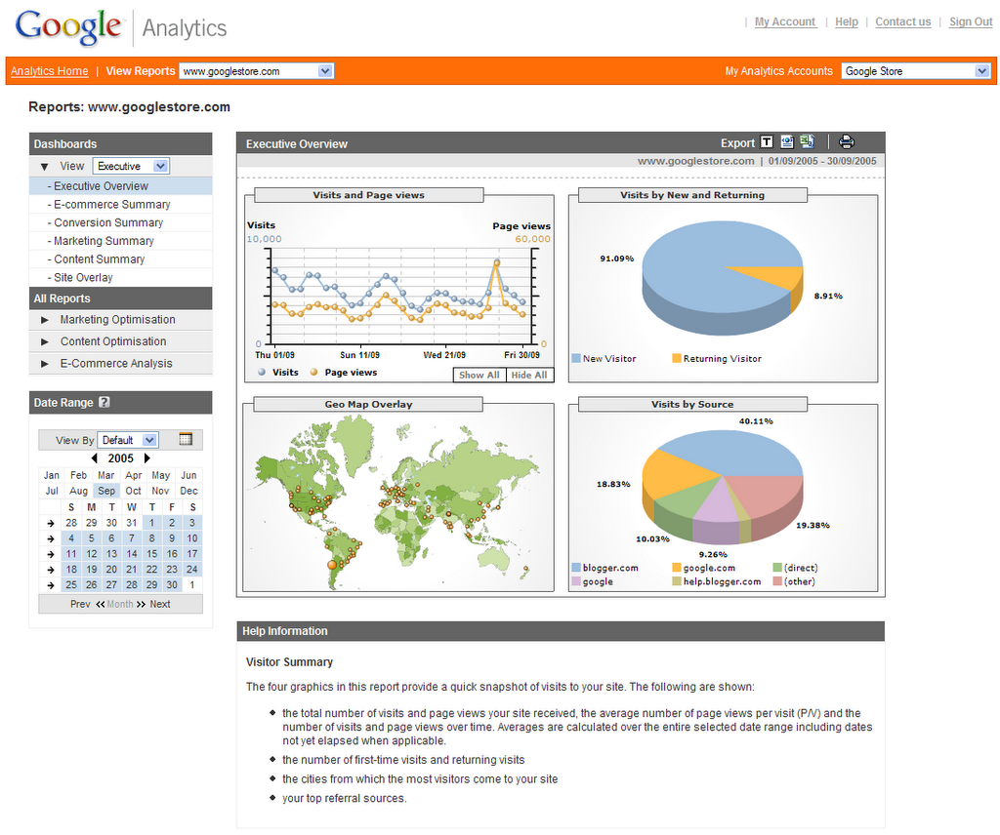 Google Analytics
| My Account | Help | Contact us | Sign Out
Analytics Home | View Reports www.googlestore.com
My Analytics Accounts Google Store
Reports: www.googlestore.com
Dashboards
View Executive
- Executive Overview
- E-commerce Summary
- Conversion Summary
- Marketing Summary
- Content Summary
- Site Overlay
All Reports
Marketing Optimisation
Content Optimisation
E-Commerce Analysis
Date Range ?
View By Default
2005
Jan Feb Mar Apr May Jun
Jul Aug Sep Oct Nov Dec
S M T W T F S
28 29 30 31 1 2 3
4 5 6 7 8 9 10
11 12 13 14 15 16 17
18 19 20 21 22 23 24
25 26 27 28 29 30 1
Prev << Month >> Next
Executive Overview
Export T
www.googlestore.com | 01/09/2005 - 30/09/2005
Visits and Page views
Visits Page views
10,000 60,000
0 0
Thu 01/09 Sun 11/09 Wed 21/09 Fri 30/09
Visits Page views
Show All Hide All
Visits by New and Returning
91.09%
8.91%
New Visitor Returning Visitor
Geo Map Overlay
Visits by Source
40.11%
18.83%
19.38%
10.03%
9.26%
blogger.com google.com (direct)
google help.blogger.com (other)
Help Information
Visitor Summary
The four graphics in this report provide a quick snapshot of visits to your site. The following are shown:
the total number of visits and page views your site received, the average number of page views per visit (P/V) and the
number of visits and page views over time. Averages are calculated over the entire selected date range including dates
not yet elapsed when applicable.
the number of first-time visits and returning visits
the cities from which the most visitors come to your site
your top referral sources.